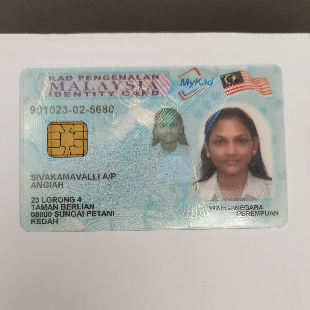 KAD PENGENALAN
MALAYSIA
IDENTITY CARD
MyKad
901023-02-5680
SIVAKAMAVALLI A/P
ANGIAH
23 LORONG 4
TAMAN BERLIAN
08000 SUNGAI PETANI
KEDAH
WARGANEGARA
PEREMPUAN